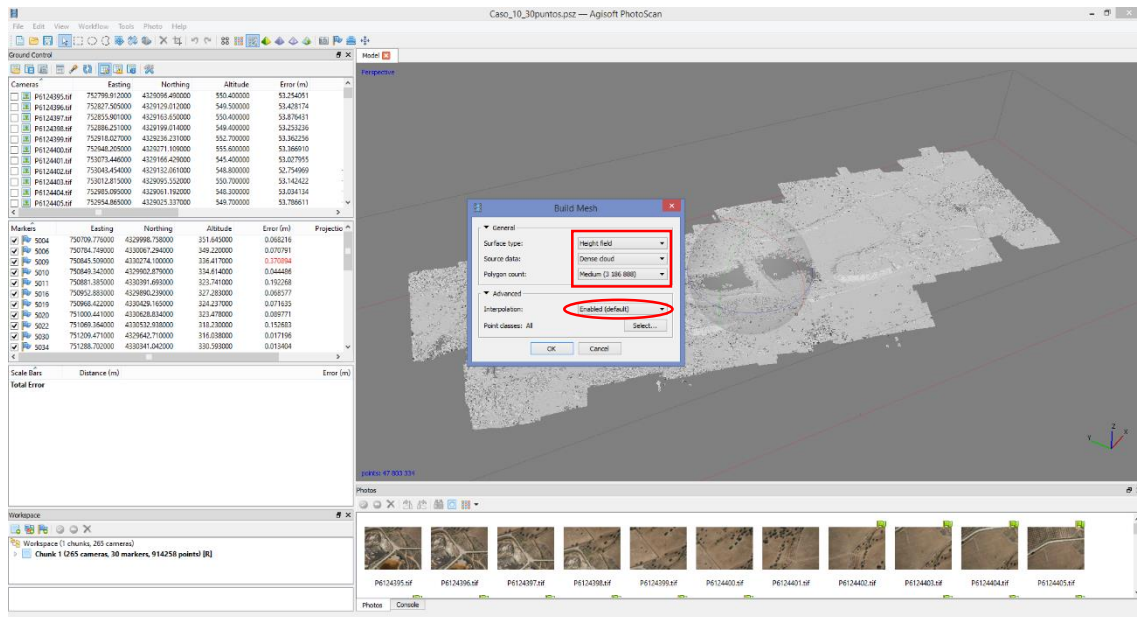 Caso_10_30puntos.psz — Agisoft PhotoScan
File Edit View Workflow Tools Photo Help
Ground Control
Cameras Easting Northing Altitude Error (m)
P6124395.tif 752799.912000 4329096.490000 550.400000 53.254051
P6124396.tif 752827.505000 4329129.012000 549.500000 53.428174
P6124397.tif 752855.901000 4329163.650000 550.400000 53.876431
P6124398.tif 752886.251000 4329199.014000 549.400000 53.253236
P6124399.tif 752918.027000 4329236.231000 552.700000 53.362256
P6124400.tif 752948.205000 4329271.109000 555.600000 53.366910
P6124401.tif 753073.446000 4329166.429000 545.400000 53.027955
P6124402.tif 753043.454000 4329132.061000 548.800000 52.754969
P6124403.tif 753012.815000 4329095.552000 550.700000 53.142422
P6124404.tif 752985.095000 4329061.192000 548.300000 53.034134
P6124405.tif 752954.865000 4329025.337000 549.700000 53.786611
Markers Easting Northing Altitude Error (m) Projectio
5004 750709.776000 4329998.758000 351.645000 0.068216
5006 750784.749000 4330067.294000 349.220000 0.070791
5009 750845.509000 4330274.100000 336.417000 0.370894
5010 750849.342000 4329902.879000 334.614000 0.044486
5011 750881.385000 4330391.693000 323.741000 0.192268
5016 750952.883000 4329890.239000 327.283000 0.068577
5019 750968.422000 4330429.165000 324.237000 0.071635
5020 751000.441000 4330628.834000 323.478000 0.089771
5022 751069.364000 4330532.938000 318.230000 0.152683
5030 751209.471000 4329642.710000 316.038000 0.017196
5034 751288.702000 4330341.042000 330.593000 0.013404
Scale Bars Distance (m) Error (m)
Total Error
Workspace
Workspace (1 chunks, 265 cameras)
Chunk 1 (265 cameras, 30 markers, 914258 points) [R]
Model
Perspective
Build Mesh
General
Surface type: Height field
Source data: Dense cloud
Polygon count: Medium (3 186 888)
Advanced
Interpolation: Enabled (default)
Point classes: All Select...
OK Cancel
Z
Y X
points: 47 803 334
Photos
P6124395.tif P6124396.tif P6124397.tif P6124398.tif P6124399.tif P6124400.tif P6124401.tif P6124402.tif P6124403.tif P6124404.tif P6124405.tif
Photos Console